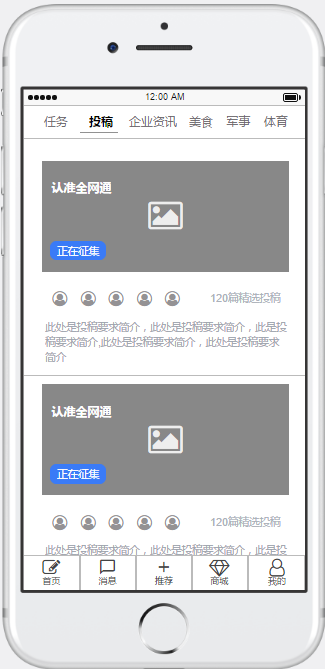 12:00 AM
任务 投稿 企业资讯 美食 军事 体育
认准全网通
正在征集
120篇精选投稿
此处是投稿要求简介，此处是投稿要求简介，此是投
稿要求简介,此处是投稿要求简介，此处是投稿要求
简介
认准全网通
正在征集
120篇精选投稿
此处是投稿要求简介，此处是投稿要求简介，此是投
首页 消息 推荐 商城 我的